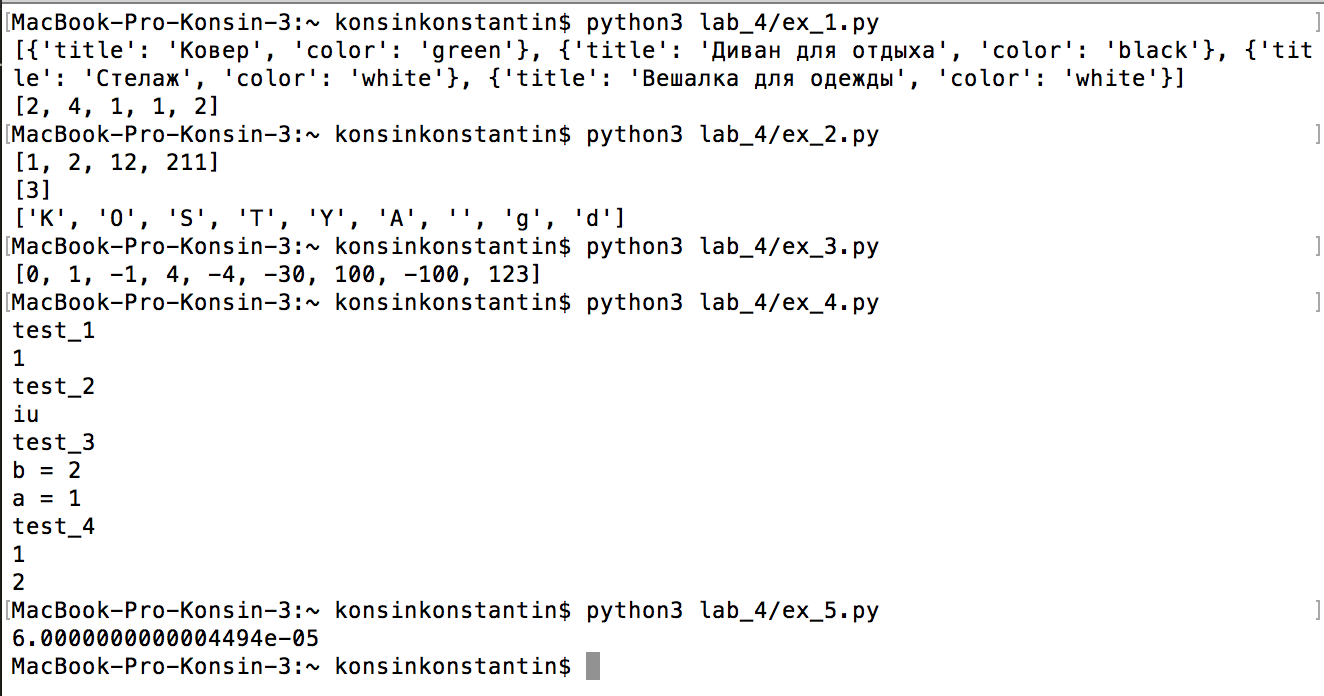 [MacBook-Pro-Konsin-3:~ konsinkonstantin$ python3 lab_4/ex_1.py ]
[{'title': 'Ковер', 'color': 'green'}, {'title': 'Диван для отдыха', 'color': 'black'}, {'tit
le': 'Стелаж', 'color': 'white'}, {'title': 'Вешалка для одежды', 'color': 'white'}]
[2, 4, 1, 1, 2]
[MacBook-Pro-Konsin-3:~ konsinkonstantin$ python3 lab_4/ex_2.py ]
[1, 2, 12, 211]
[3]
['K', 'O', 'S', 'T', 'Y', 'A', '', 'g', 'd']
[MacBook-Pro-Konsin-3:~ konsinkonstantin$ python3 lab_4/ex_3.py ]
[0, 1, -1, 4, -4, -30, 100, -100, 123]
[MacBook-Pro-Konsin-3:~ konsinkonstantin$ python3 lab_4/ex_4.py ]
test_1
1
test_2
iu
test_3
b = 2
a = 1
test_4
1
2
[MacBook-Pro-Konsin-3:~ konsinkonstantin$ python3 lab_4/ex_5.py ]
6.0000000000004494e-05
MacBook-Pro-Konsin-3:~ konsinkonstantin$